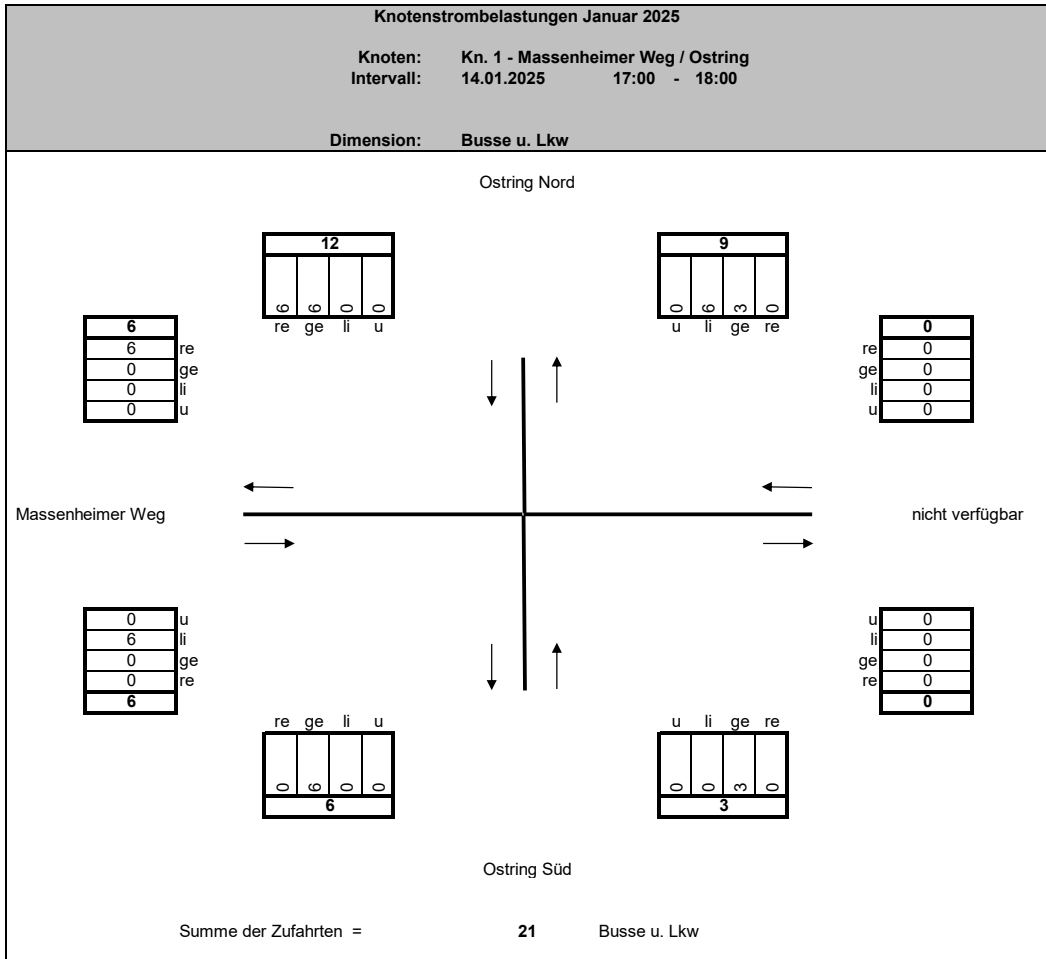 Knotenstrombelastungen Januar 2025
Knoten: Kn. 1 - Massenheimer Weg / Ostring
Intervall: 14.01.2025 17:00 - 18:00
Dimension: Busse u. Lkw
Ostring Nord
12
6 6 0 0
re ge li u
9
0 6 3 0
u li ge re
6
6 re
0 ge
0 li
0 u
0
re 0
ge 0
li 0
u 0
Massenheimer Weg
nicht verfügbar
0 u
6 li
0 ge
0 re
6
u 0
li 0
ge 0
re 0
0
re ge li u
0 6 0 0
6
u li ge re
0 0 3 0
3
Ostring Süd
Summe der Zufahrten = 21 Busse u. Lkw